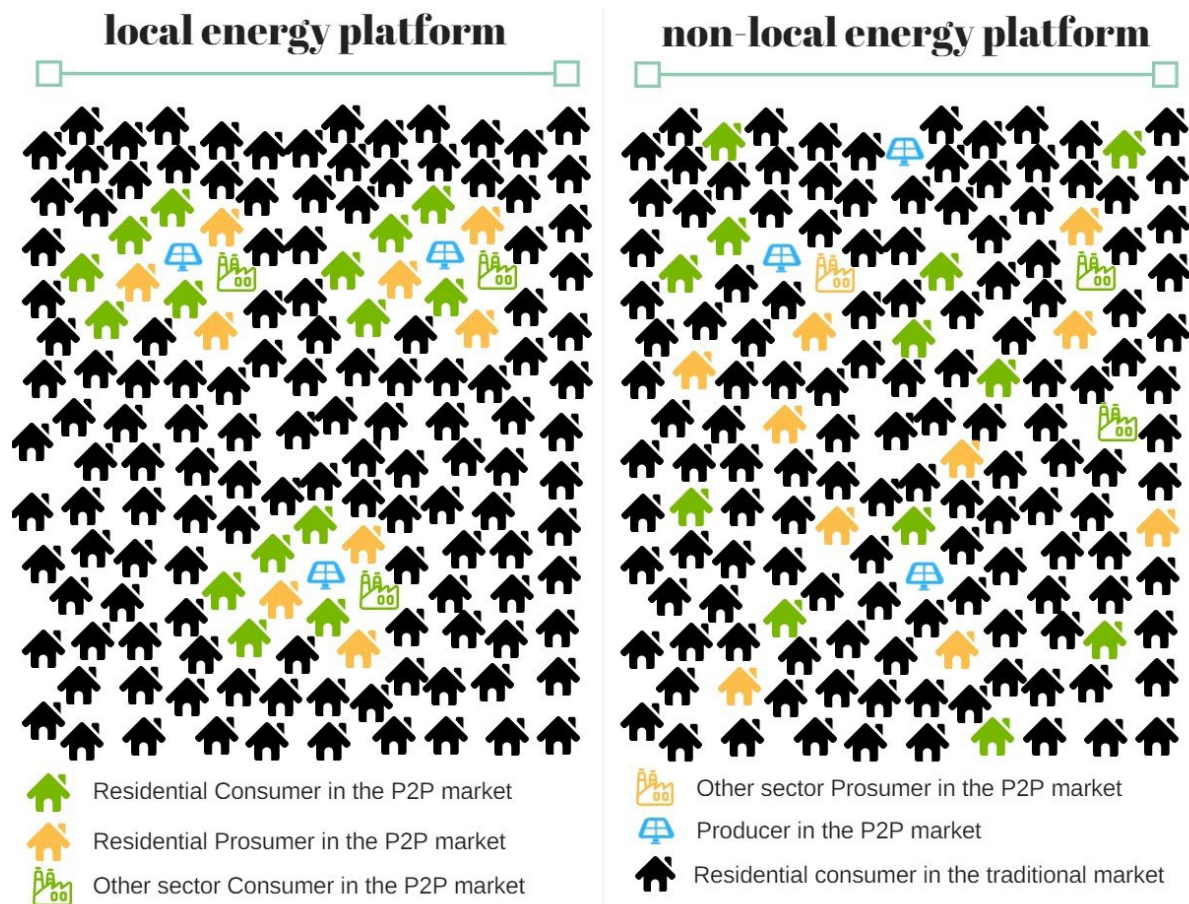 local energy platform
non-local energy platform
Residential Consumer in the P2P market
Residential Prosumer in the P2P market
Other sector Consumer in the P2P market
Other sector Prosumer in the P2P market
Producer in the P2P market
Residential consumer in the traditional market